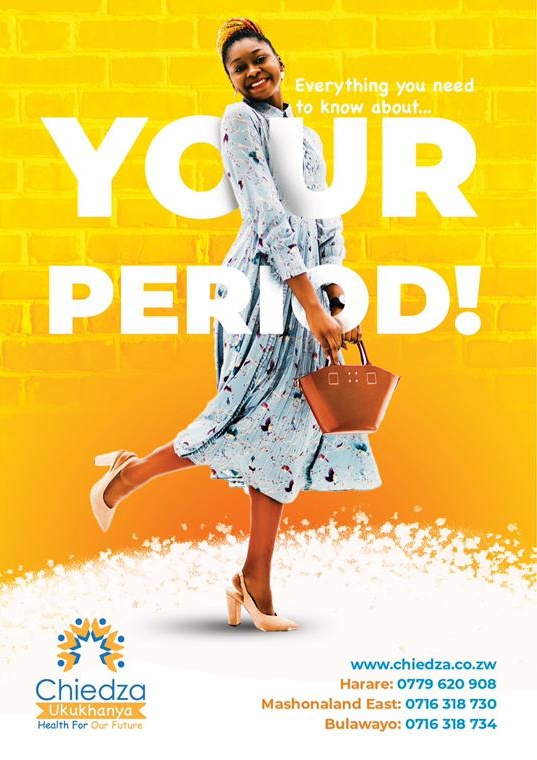 Everything you need
to know about...
YOUR
PERIOD!
Chiedza
Ukukhanya
Health For Our Future
www.chiedza.co.zw
Harare: 0779 620 908
Mashonaland East: 0716 318 730
Bulawayo: 0716 318 734